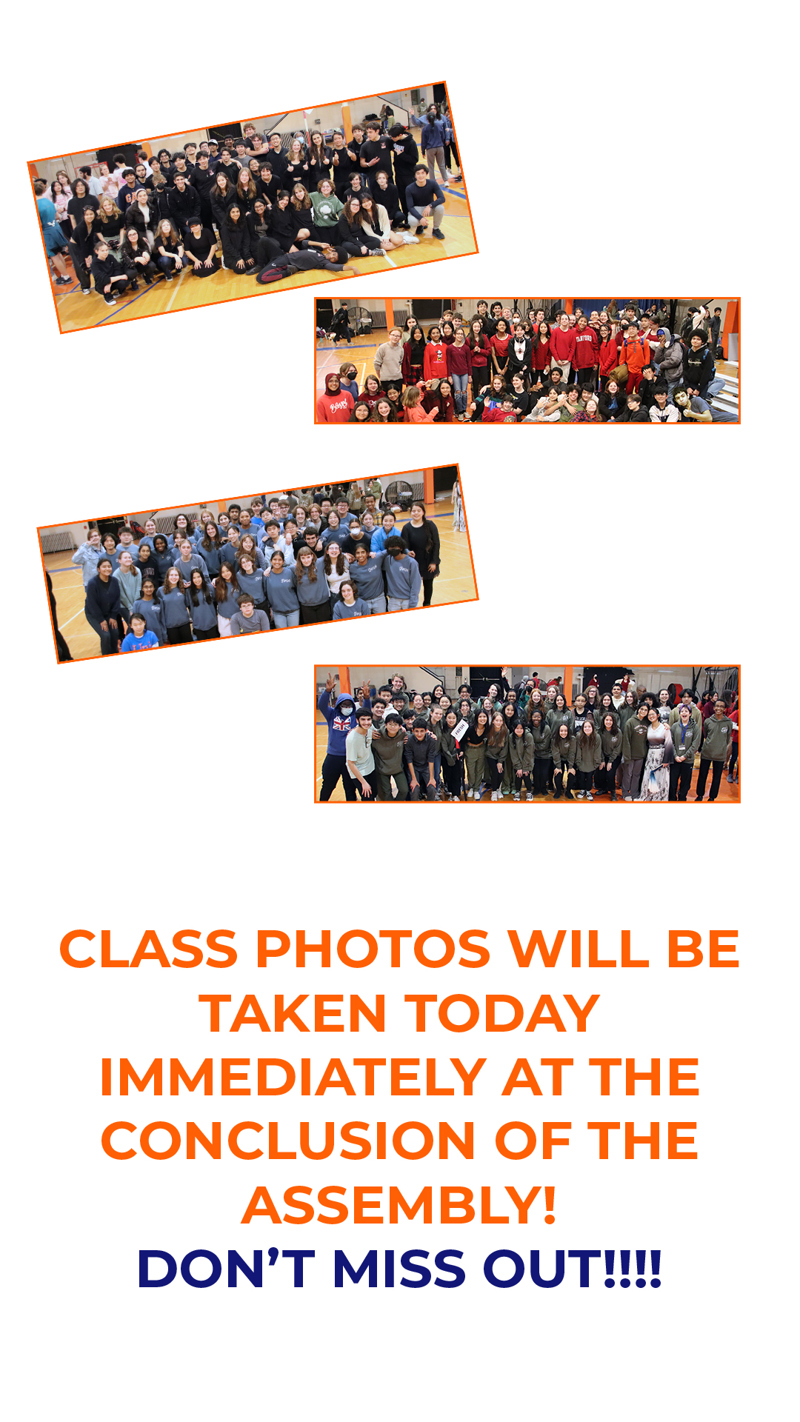 CLASS PHOTOS WILL BE
TAKEN TODAY
IMMEDIATELY AT THE
CONCLUSION OF THE
ASSEMBLY!
DON'T MISS OUT!!!!